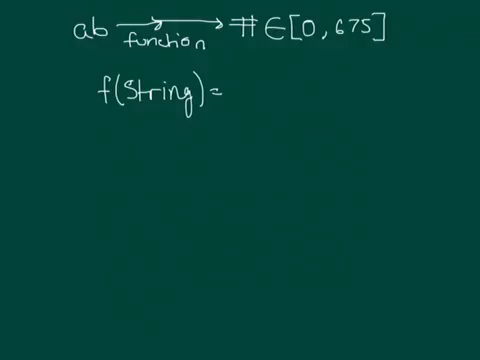 ab function # ∈ [0, 675]
f(String) =